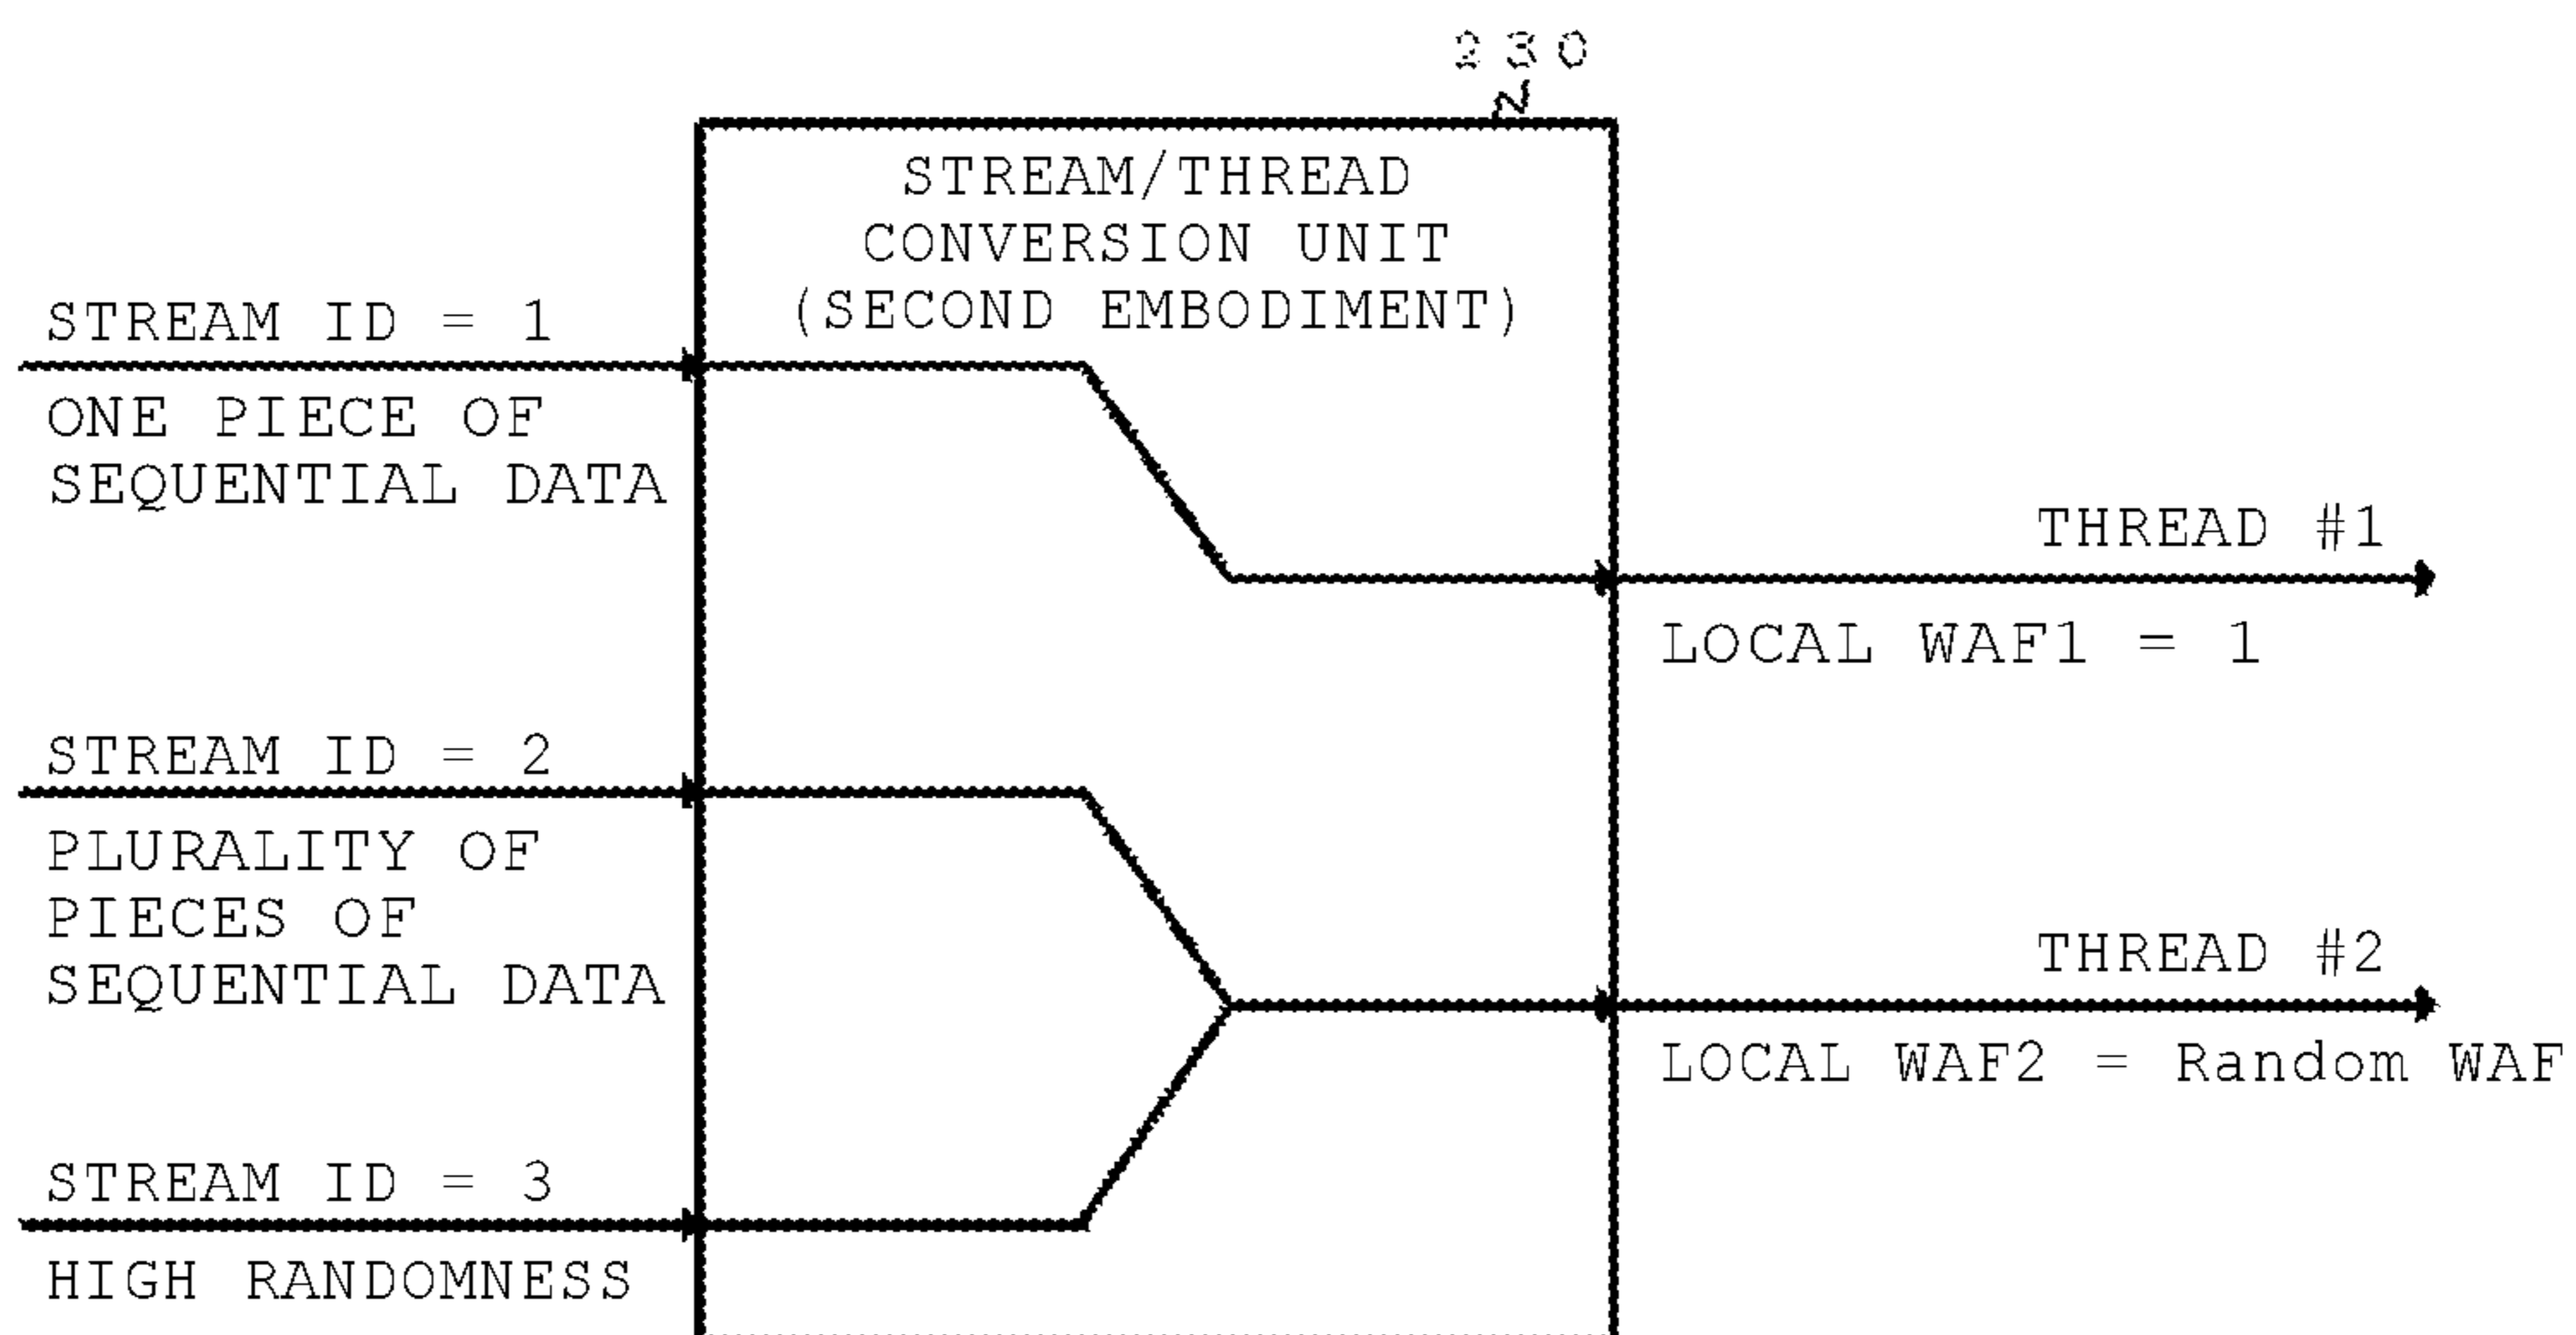 230
STREAM/THREAD
CONVERSION UNIT
(SECOND EMBODIMENT)
STREAM ID = 1
ONE PIECE OF
SEQUENTIAL DATA
THREAD #1
LOCAL WAF1 = 1
STREAM ID = 2
PLURALITY OF
PIECES OF
SEQUENTIAL DATA
THREAD #2
LOCAL WAF2 = Random WAF
STREAM ID = 3
HIGH RANDOMNESS